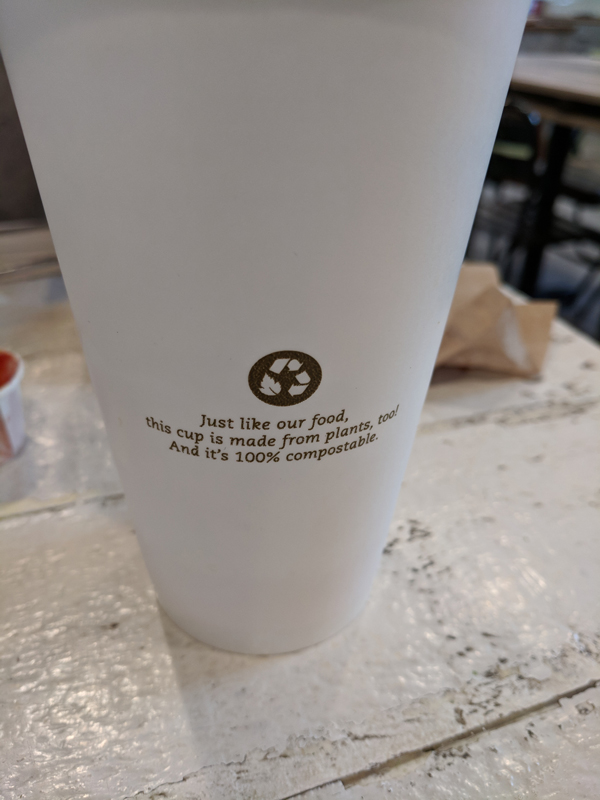 Just like our food,
this cup is made from plants, too!
And it's 100% compostable.